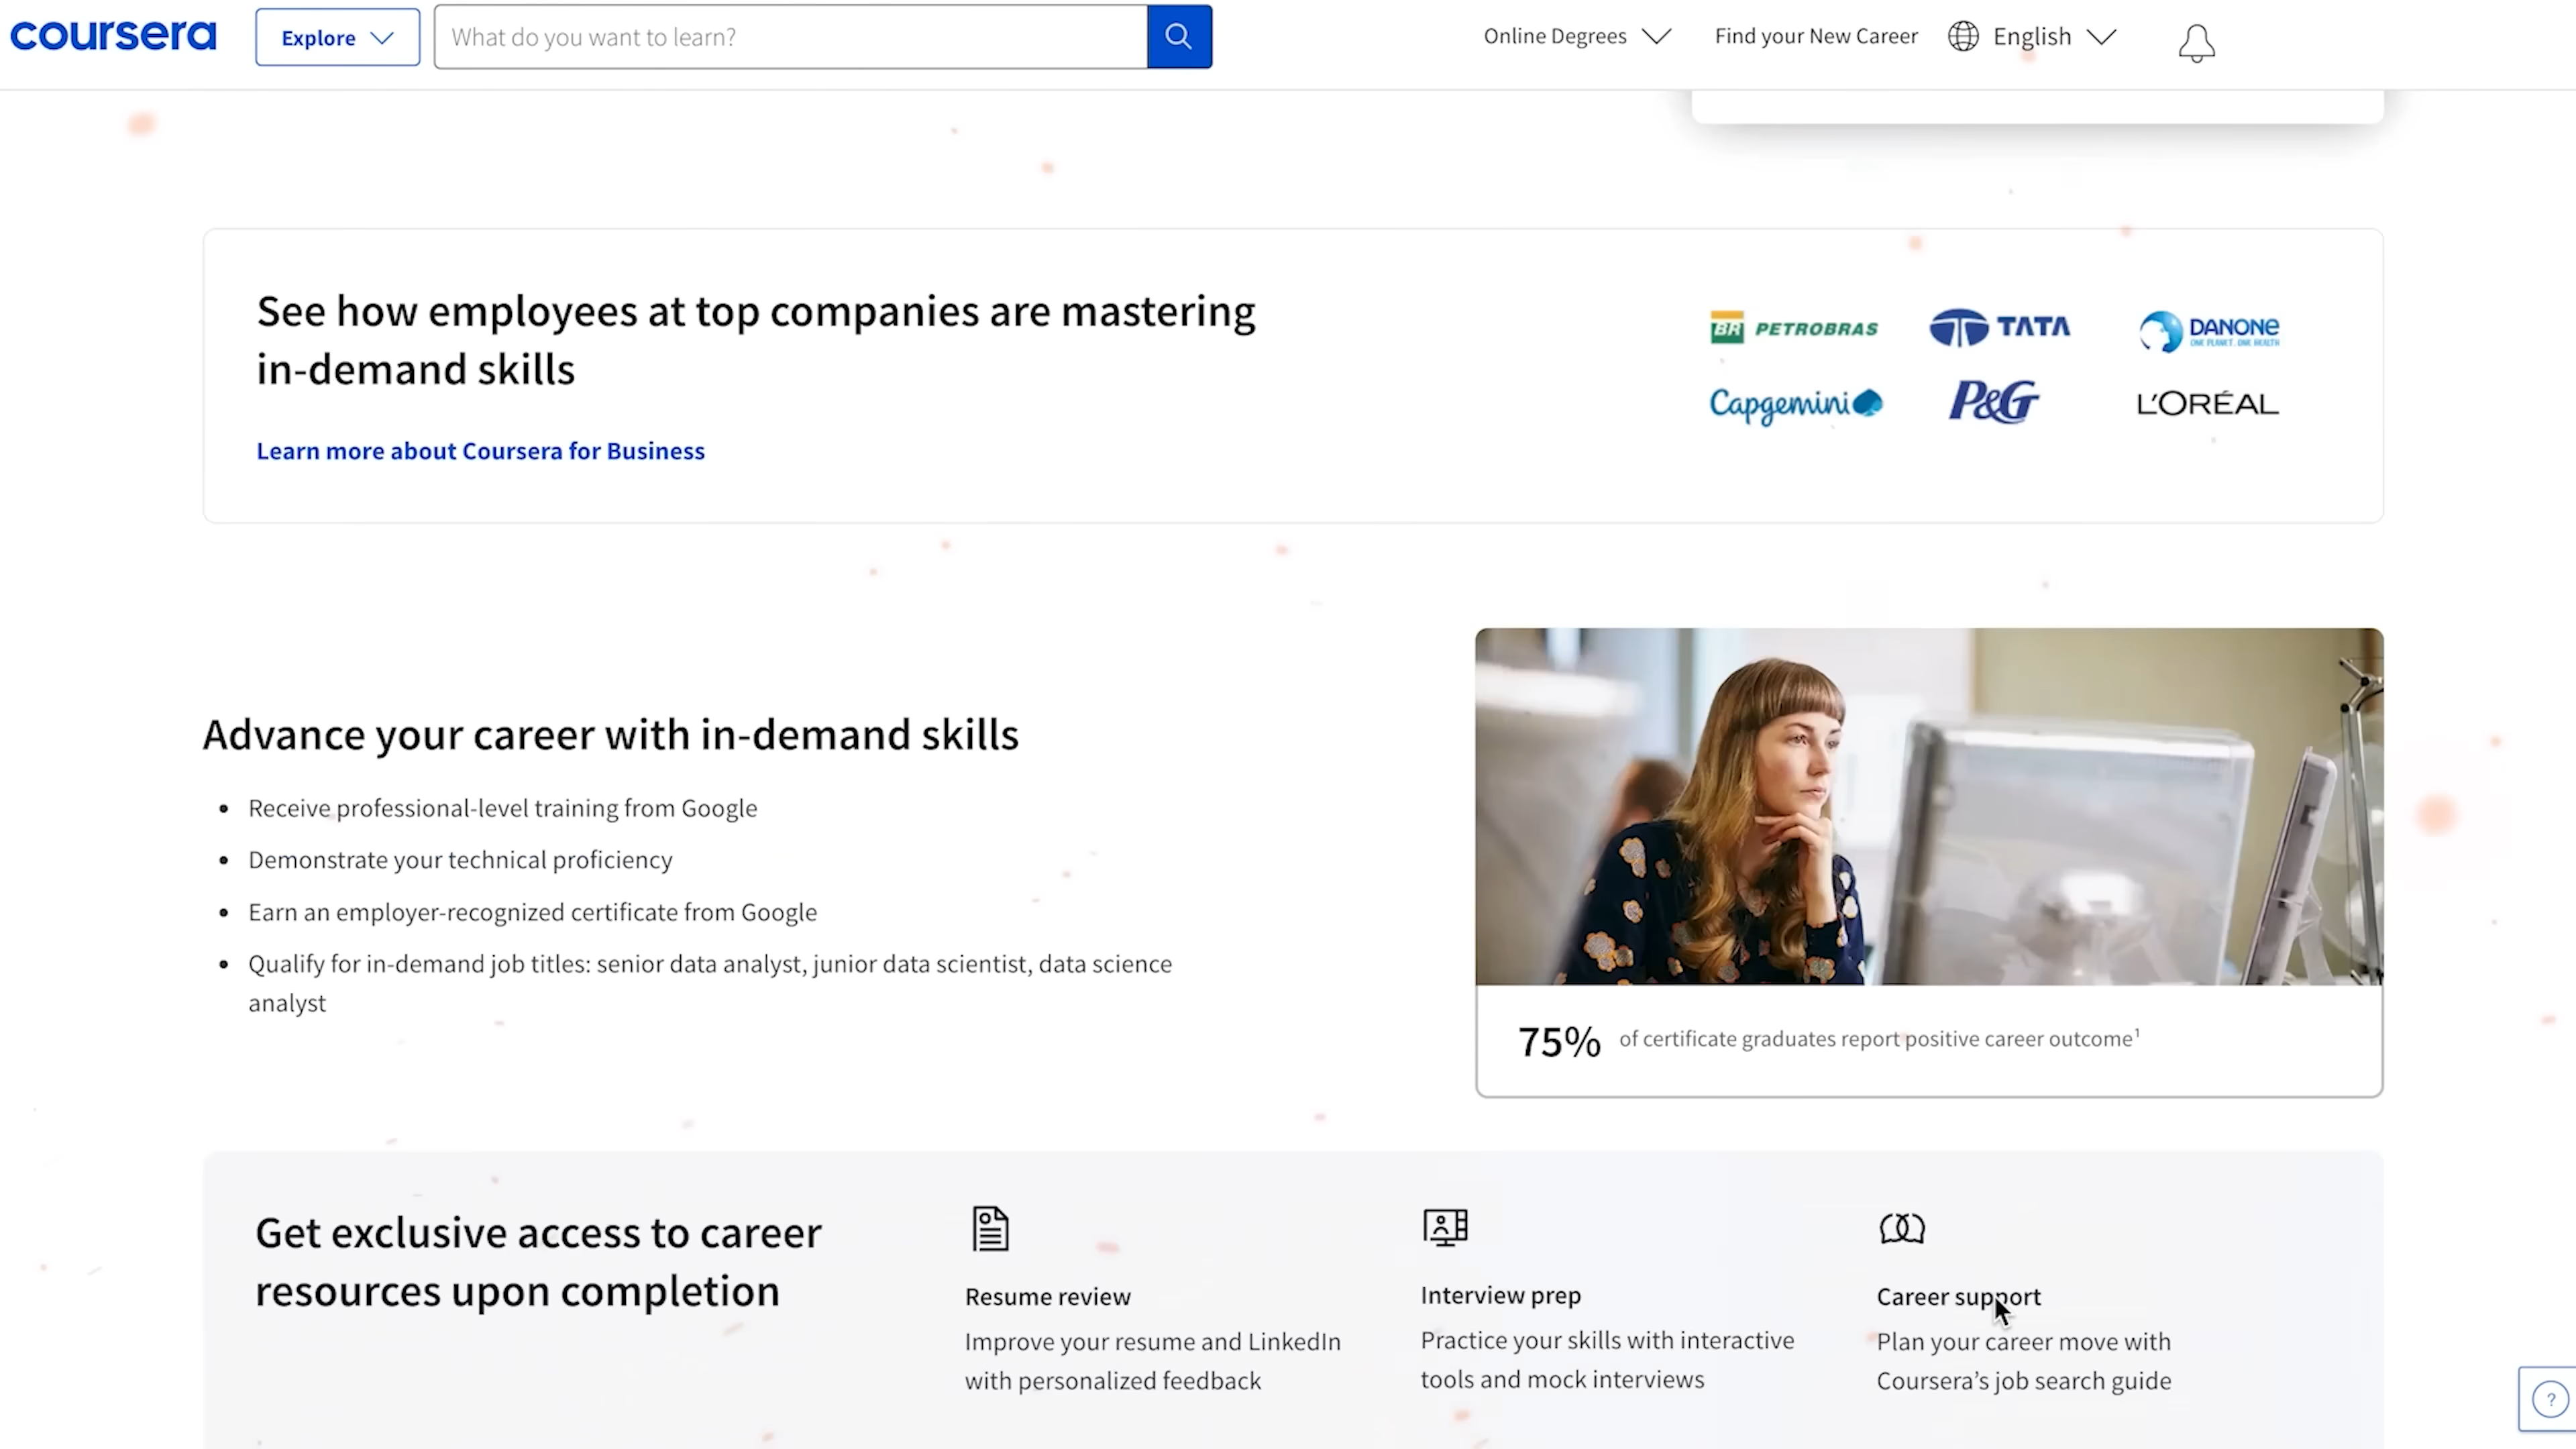 coursera
Explore
What do you want to learn?
Online Degrees
Find your New Career
English
See how employees at top companies are mastering
in-demand skills
Learn more about Coursera for Business
BR PETROBRAS
TATA
DANONE
ONE PLANET. ONE HEALTH
Capgemini
P&G
L'ORÉAL
Advance your career with in-demand skills
• Receive professional-level training from Google
• Demonstrate your technical proficiency
• Earn an employer-recognized certificate from Google
• Qualify for in-demand job titles: senior data analyst, junior data scientist, data science
analyst
75% of certificate graduates report positive career outcome¹
Get exclusive access to career
resources upon completion
Resume review
Improve your resume and LinkedIn
with personalized feedback
Interview prep
Practice your skills with interactive
tools and mock interviews
Career support
Plan your career move with
Coursera's job search guide
?